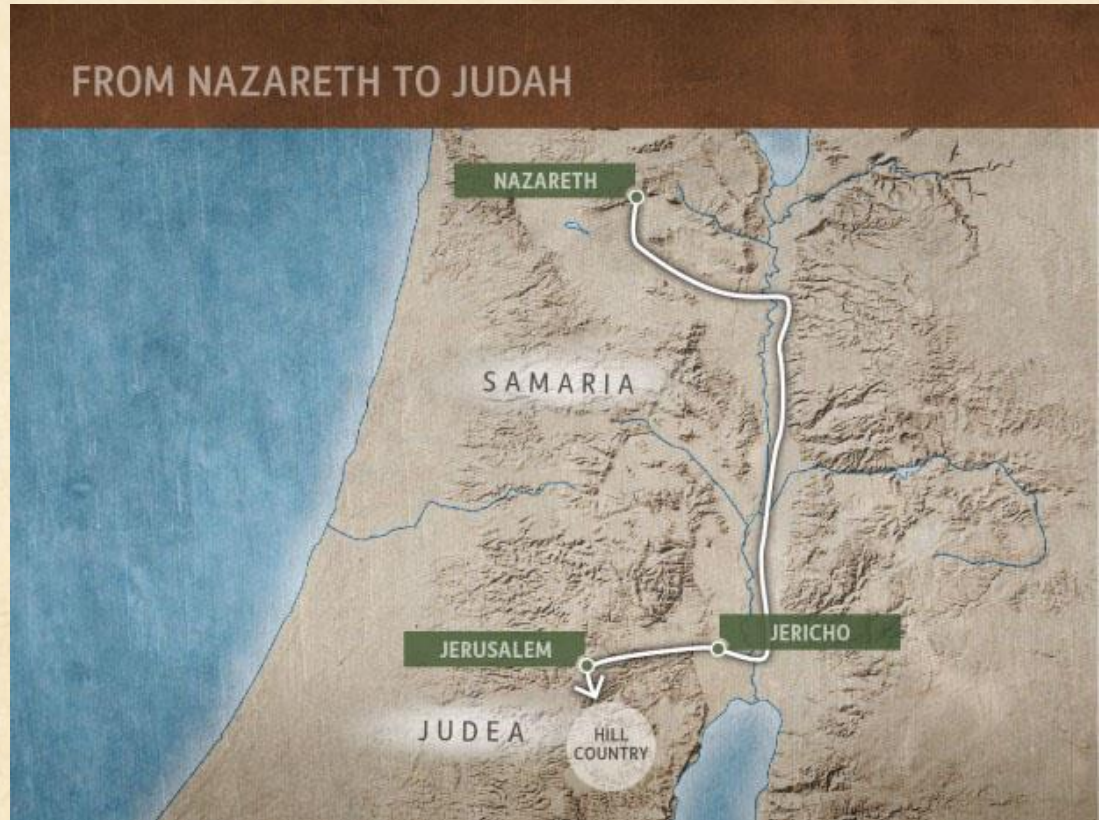 FROM NAZARETH TO JUDAH
NAZARETH
SAMARIA
JERICHO
JERUSALEM
JUDEA
HILL
COUNTRY